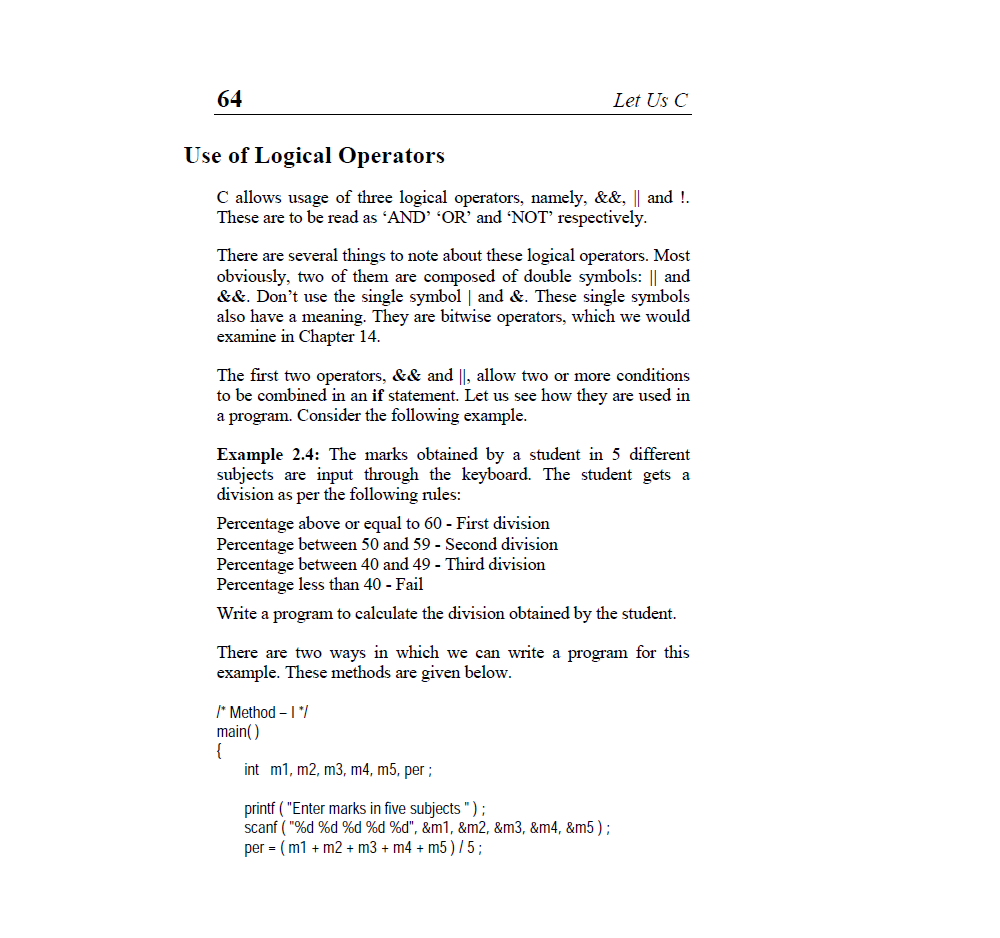 64 Let Us C
Use of Logical Operators
C allows usage of three logical operators, namely, &&, || and !.
These are to be read as ‘AND’ ‘OR’ and ‘NOT’ respectively.
There are several things to note about these logical operators. Most
obviously, two of them are composed of double symbols: || and
&&. Don’t use the single symbol | and &. These single symbols
also have a meaning. They are bitwise operators, which we would
examine in Chapter 14.
The first two operators, && and ||, allow two or more conditions
to be combined in an if statement. Let us see how they are used in
a program. Consider the following example.
Example 2.4: The marks obtained by a student in 5 different
subjects are input through the keyboard. The student gets a
division as per the following rules:
Percentage above or equal to 60 - First division
Percentage between 50 and 59 - Second division
Percentage between 40 and 49 - Third division
Percentage less than 40 - Fail
Write a program to calculate the division obtained by the student.
There are two ways in which we can write a program for this
example. These methods are given below.
/* Method – I */
main( )
{
int m1, m2, m3, m4, m5, per ;
printf ( "Enter marks in five subjects " ) ;
scanf ( "%d %d %d %d %d", &m1, &m2, &m3, &m4, &m5 ) ;
per = ( m1 + m2 + m3 + m4 + m5 ) / 5 ;